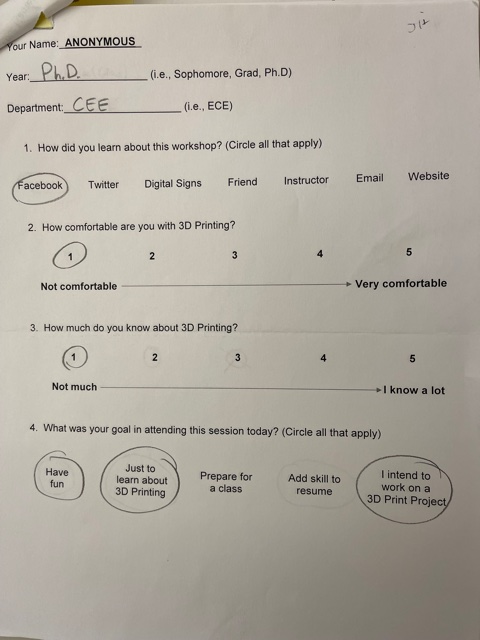 Your Name: ANONYMOUS
Year: Ph.D. (i.e., Sophomore, Grad, Ph.D)
Department: CEE (i.e., ECE)
1. How did you learn about this workshop? (Circle all that apply)
Facebook Twitter Digital Signs Friend Instructor Email Website
2. How comfortable are you with 3D Printing?
1 2 3 4 5
Not comfortable Very comfortable
3. How much do you know about 3D Printing?
1 2 3 4 5
Not much I know a lot
4. What was your goal in attending this session today? (Circle all that apply)
Have fun
Just to learn about 3D Printing
Prepare for a class
Add skill to resume
I intend to work on a 3D Print Project